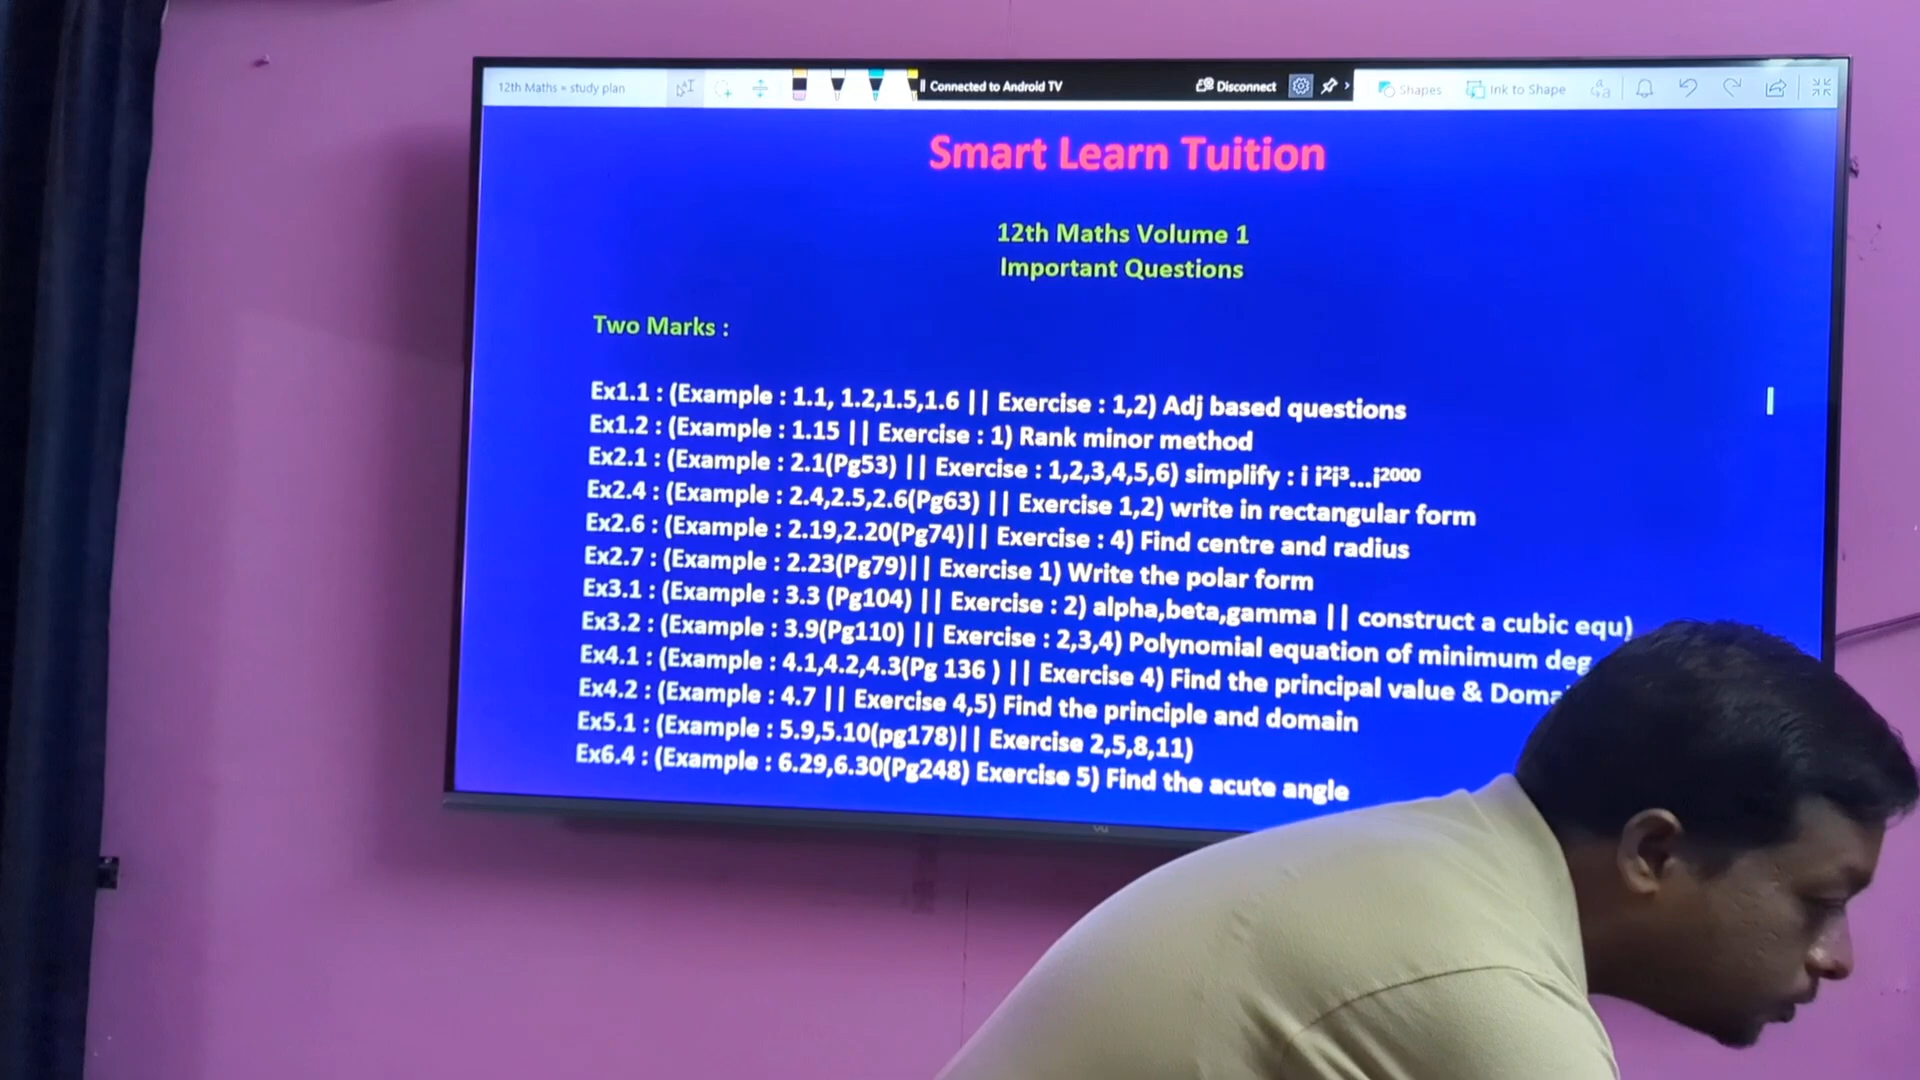 12th Maths » study plan
Connected to Android TV
Disconnect
Shapes
Ink to Shape
Smart Learn Tuition
12th Maths Volume 1
Important Questions
Two Marks :
Ex1.1 : (Example : 1.1, 1.2,1.5,1.6 || Exercise : 1,2) Adj based questions
Ex1.2 : (Example : 1.15 || Exercise : 1) Rank minor method
Ex2.1 : (Example : 2.1(Pg53) || Exercise : 1,2,3,4,5,6) simplify : i i²i³...i²⁰⁰⁰
Ex2.4 : (Example : 2.4,2.5,2.6(Pg63) || Exercise 1,2) write in rectangular form
Ex2.6 : (Example : 2.19,2.20(Pg74)|| Exercise : 4) Find centre and radius
Ex2.7 : (Example : 2.23(Pg79)|| Exercise 1) Write the polar form
Ex3.1 : (Example : 3.3 (Pg104) || Exercise : 2) alpha,beta,gamma || construct a cubic equ)
Ex3.2 : (Example : 3.9(Pg110) || Exercise : 2,3,4) Polynomial equation of minimum deg
Ex4.1 : (Example : 4.1,4.2,4.3(Pg 136 ) || Exercise 4) Find the principal value &
Ex4.2 : (Example : 4.7 || Exercise 4,5) Find the principle and domain
Ex5.1 : (Example : 5.9,5.10(pg178)|| Exercise 2,5,8,11)
Ex6.4 : (Example : 6.29,6.30(Pg248) Exercise 5) Find the acute angle